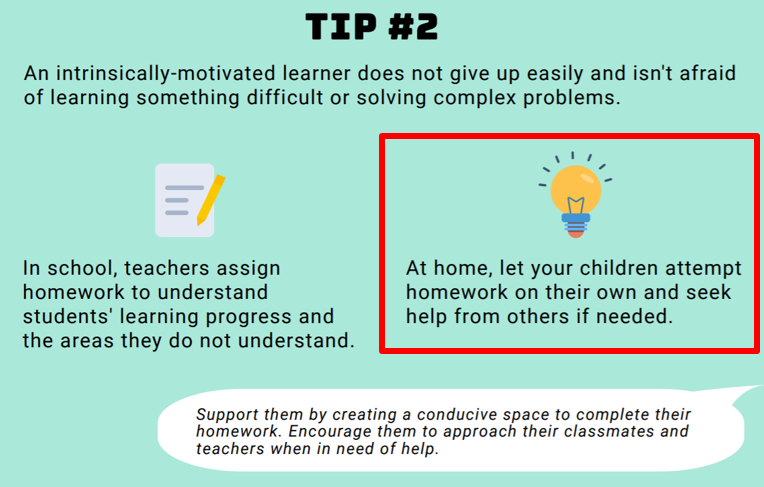 TIP #2
An intrinsically-motivated learner does not give up easily and isn't afraid
of learning something difficult or solving complex problems.
In school, teachers assign
homework to understand
students' learning progress and
the areas they do not understand.
At home, let your children attempt
homework on their own and seek
help from others if needed.
Support them by creating a conducive space to complete their
homework. Encourage them to approach their classmates and
teachers when in need of help.